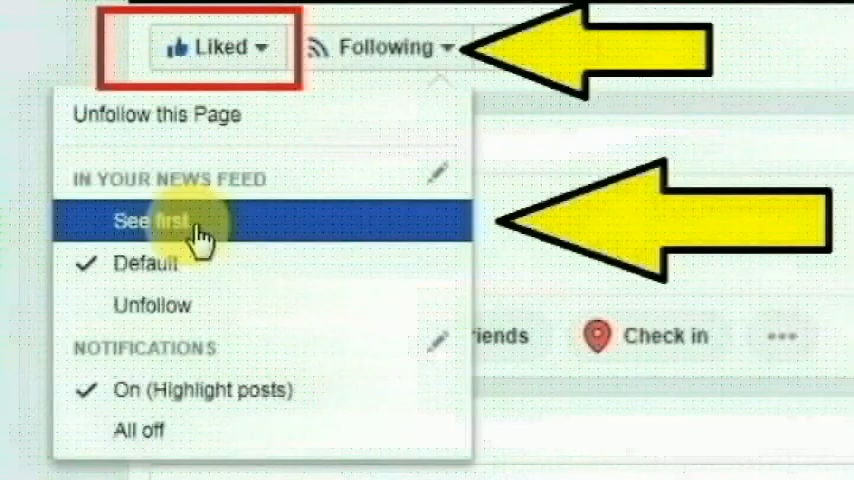 Liked Following
Unfollow this Page
IN YOUR NEWS FEED
See first
Default
Unfollow
NOTIFICATIONS
riends Check in
On (Highlight posts)
All off